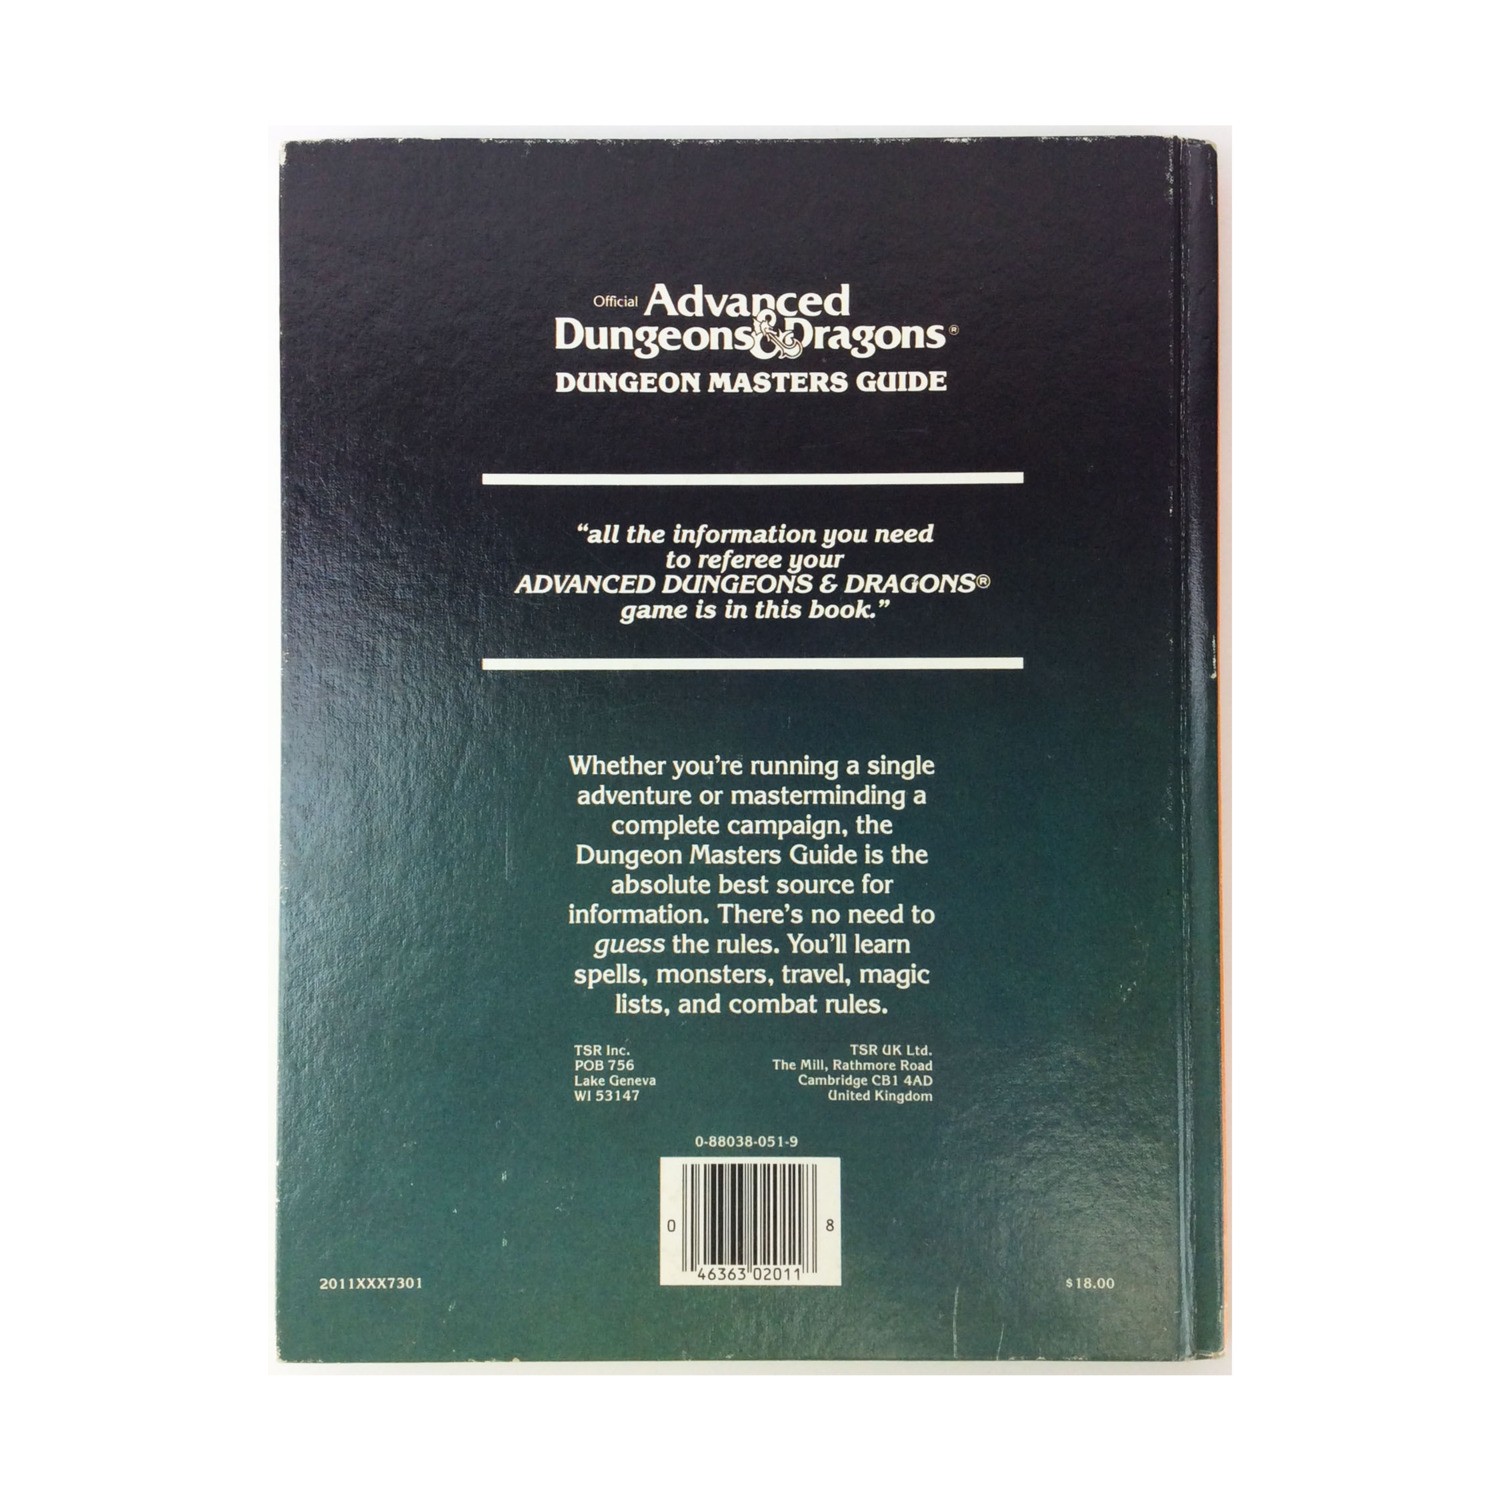 Official Advanced
Dungeons & Dragons®
DUNGEON MASTERS GUIDE
“all the information you need
to referee your
ADVANCED DUNGEONS & DRAGONS®
game is in this book.”
Whether you’re running a single
adventure or masterminding a
complete campaign, the
Dungeon Masters Guide is the
absolute best source for
information. There’s no need to
guess the rules. You’ll learn
spells, monsters, travel, magic
lists, and combat rules.
TSR Inc.
POB 756
Lake Geneva
WI 53147
TSR UK Ltd.
The Mill, Rathmore Road
Cambridge CB1 4AD
United Kingdom
0-88038-051-9
0 46363 02011 8
2011XXX7301
$18.00